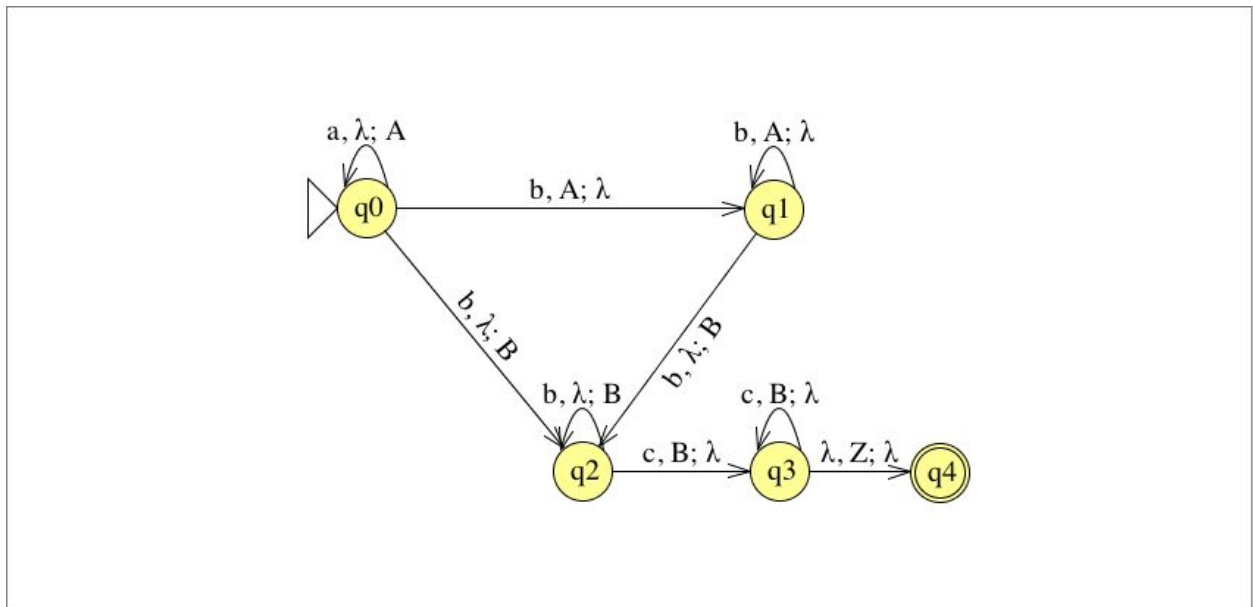 a, λ; A
b, A; λ
b, A; λ
q0
q1
b, λ; B
b, λ; B
b, λ; B
c, B; λ
c, B; λ
λ, Z; λ
q2
q3
q4